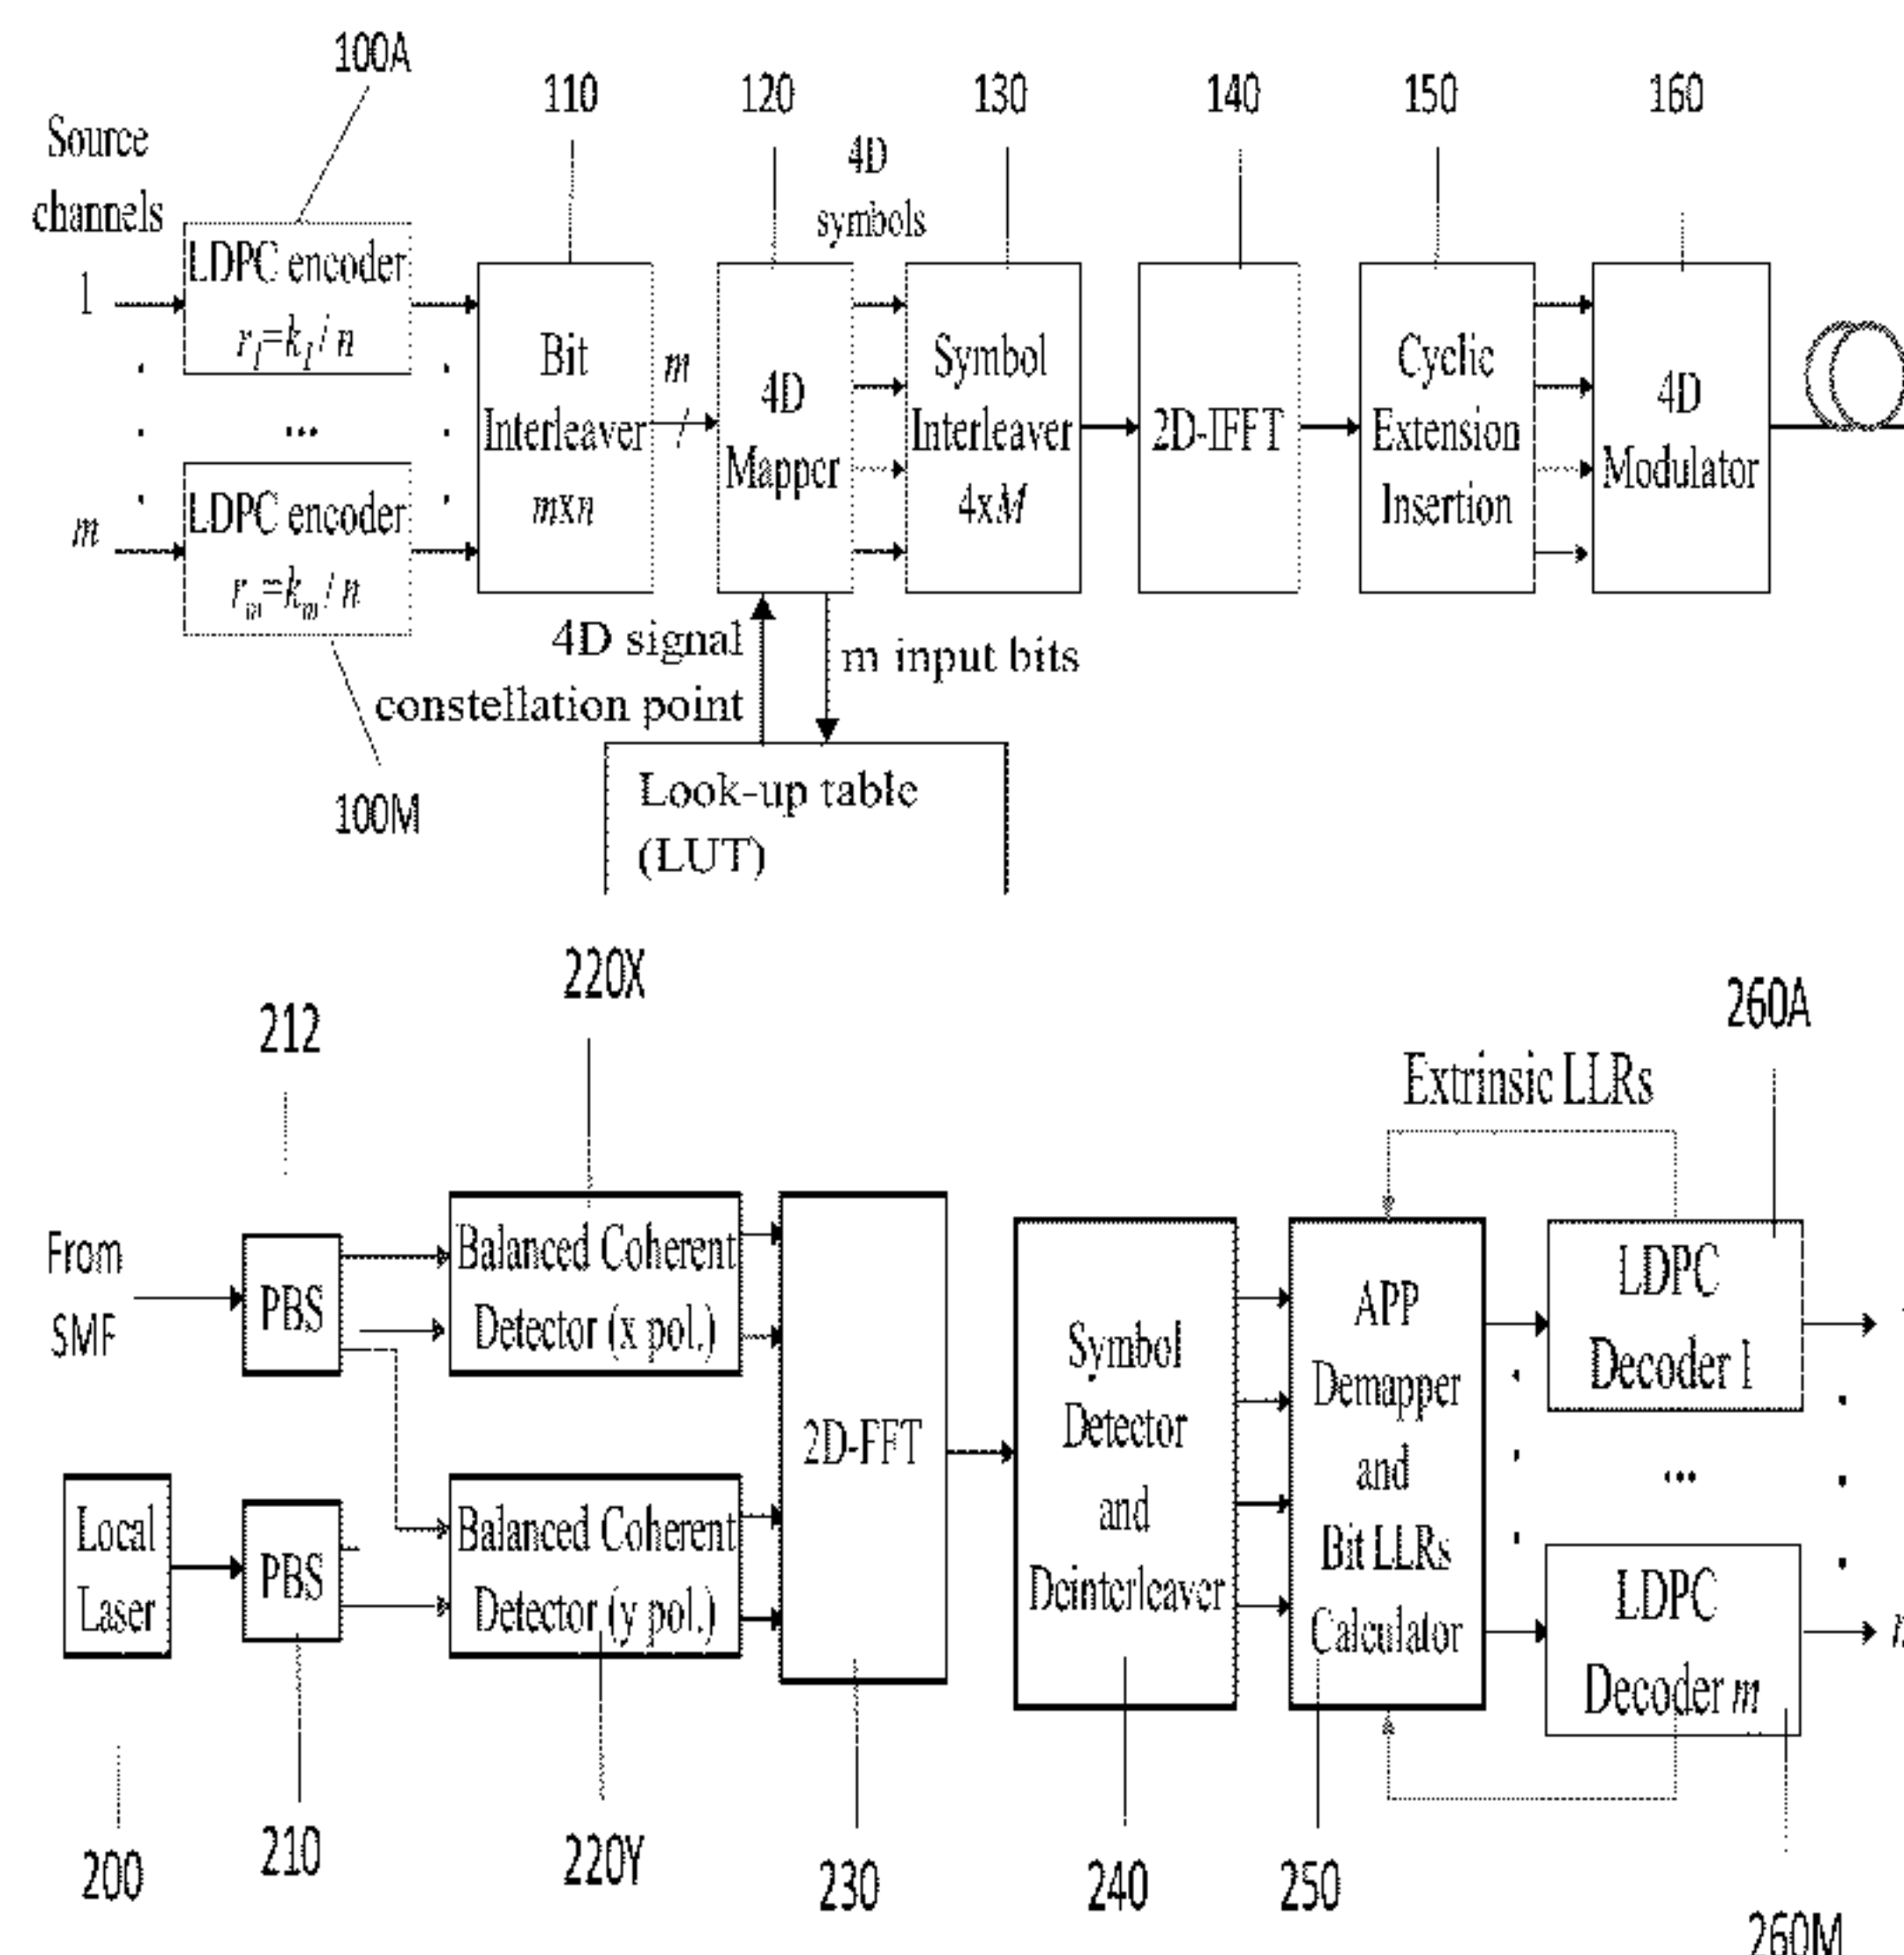 100A
110
120
130
140
150
160
Source
channels
4D
symbols
1
LDPC encoder
r_1=k_1 / n
...
m
LDPC encoder
r_m=k_m / n
Bit
Interleaver
mxn
m
4D
Mapper
Symbol
Interleaver
4xM
2D-IFFT
Cyclic
Extension
Insertion
4D
Modulator
100M
4D signal
constellation point
m input bits
Look-up table
(LUT)
220X
212
260A
Extrinsic LLRs
From
SMF
PBS
Balanced Coherent
Detector (x pol.)
Local
Laser
PBS
Balanced Coherent
Detector (y pol.)
2D-FFT
Symbol
Detector
and
Deinterleaver
APP
Demapper
and
Bit LLRs
Calculator
LDPC
Decoder 1
...
LDPC
Decoder m
200
210
220Y
230
240
250
260M